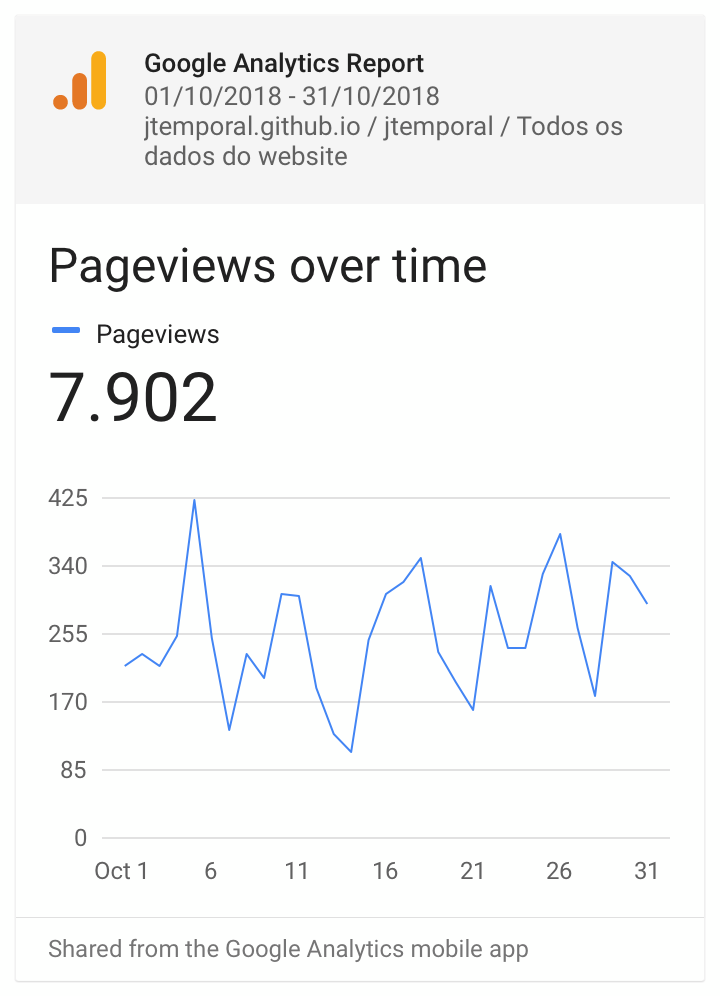 Google Analytics Report
01/10/2018 - 31/10/2018
jtemporal.github.io / jtemporal / Todos os
dados do website
Pageviews over time
Pageviews
7.902
425
340
255
170
85
0
Oct 1 6 11 16 21 26 31
Shared from the Google Analytics mobile app